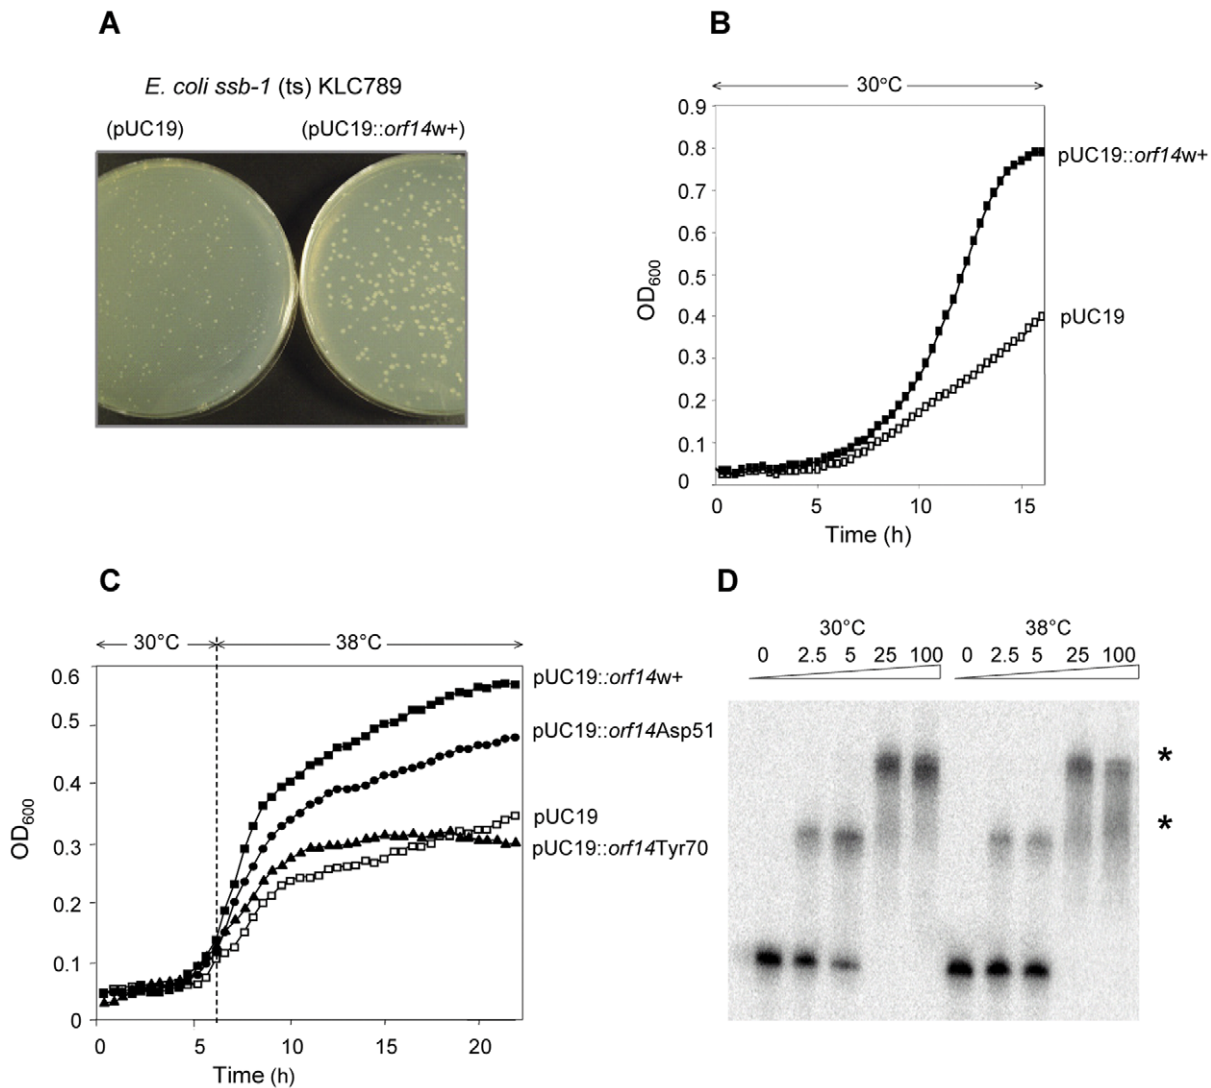 A
E. coli ssb-1 (ts) KLC789
(pUC19) (pUC19::orf14w+)
B
30°C
0.9
0.8
0.7
0.6
0.5
0.4
0.3
0.2
0.1
0
OD600
pUC19::orf14w+
pUC19
0 5 10 15
Time (h)
C
30°C 38°C
0.6
0.5
0.4
0.3
0.2
0.1
0
OD600
pUC19::orf14w+
pUC19::orf14Asp51
pUC19
pUC19::orf14Tyr70
0 5 10 15 20
Time (h)
D
30°C 38°C
0 2.5 5 25 100 0 2.5 5 25 100
*
*